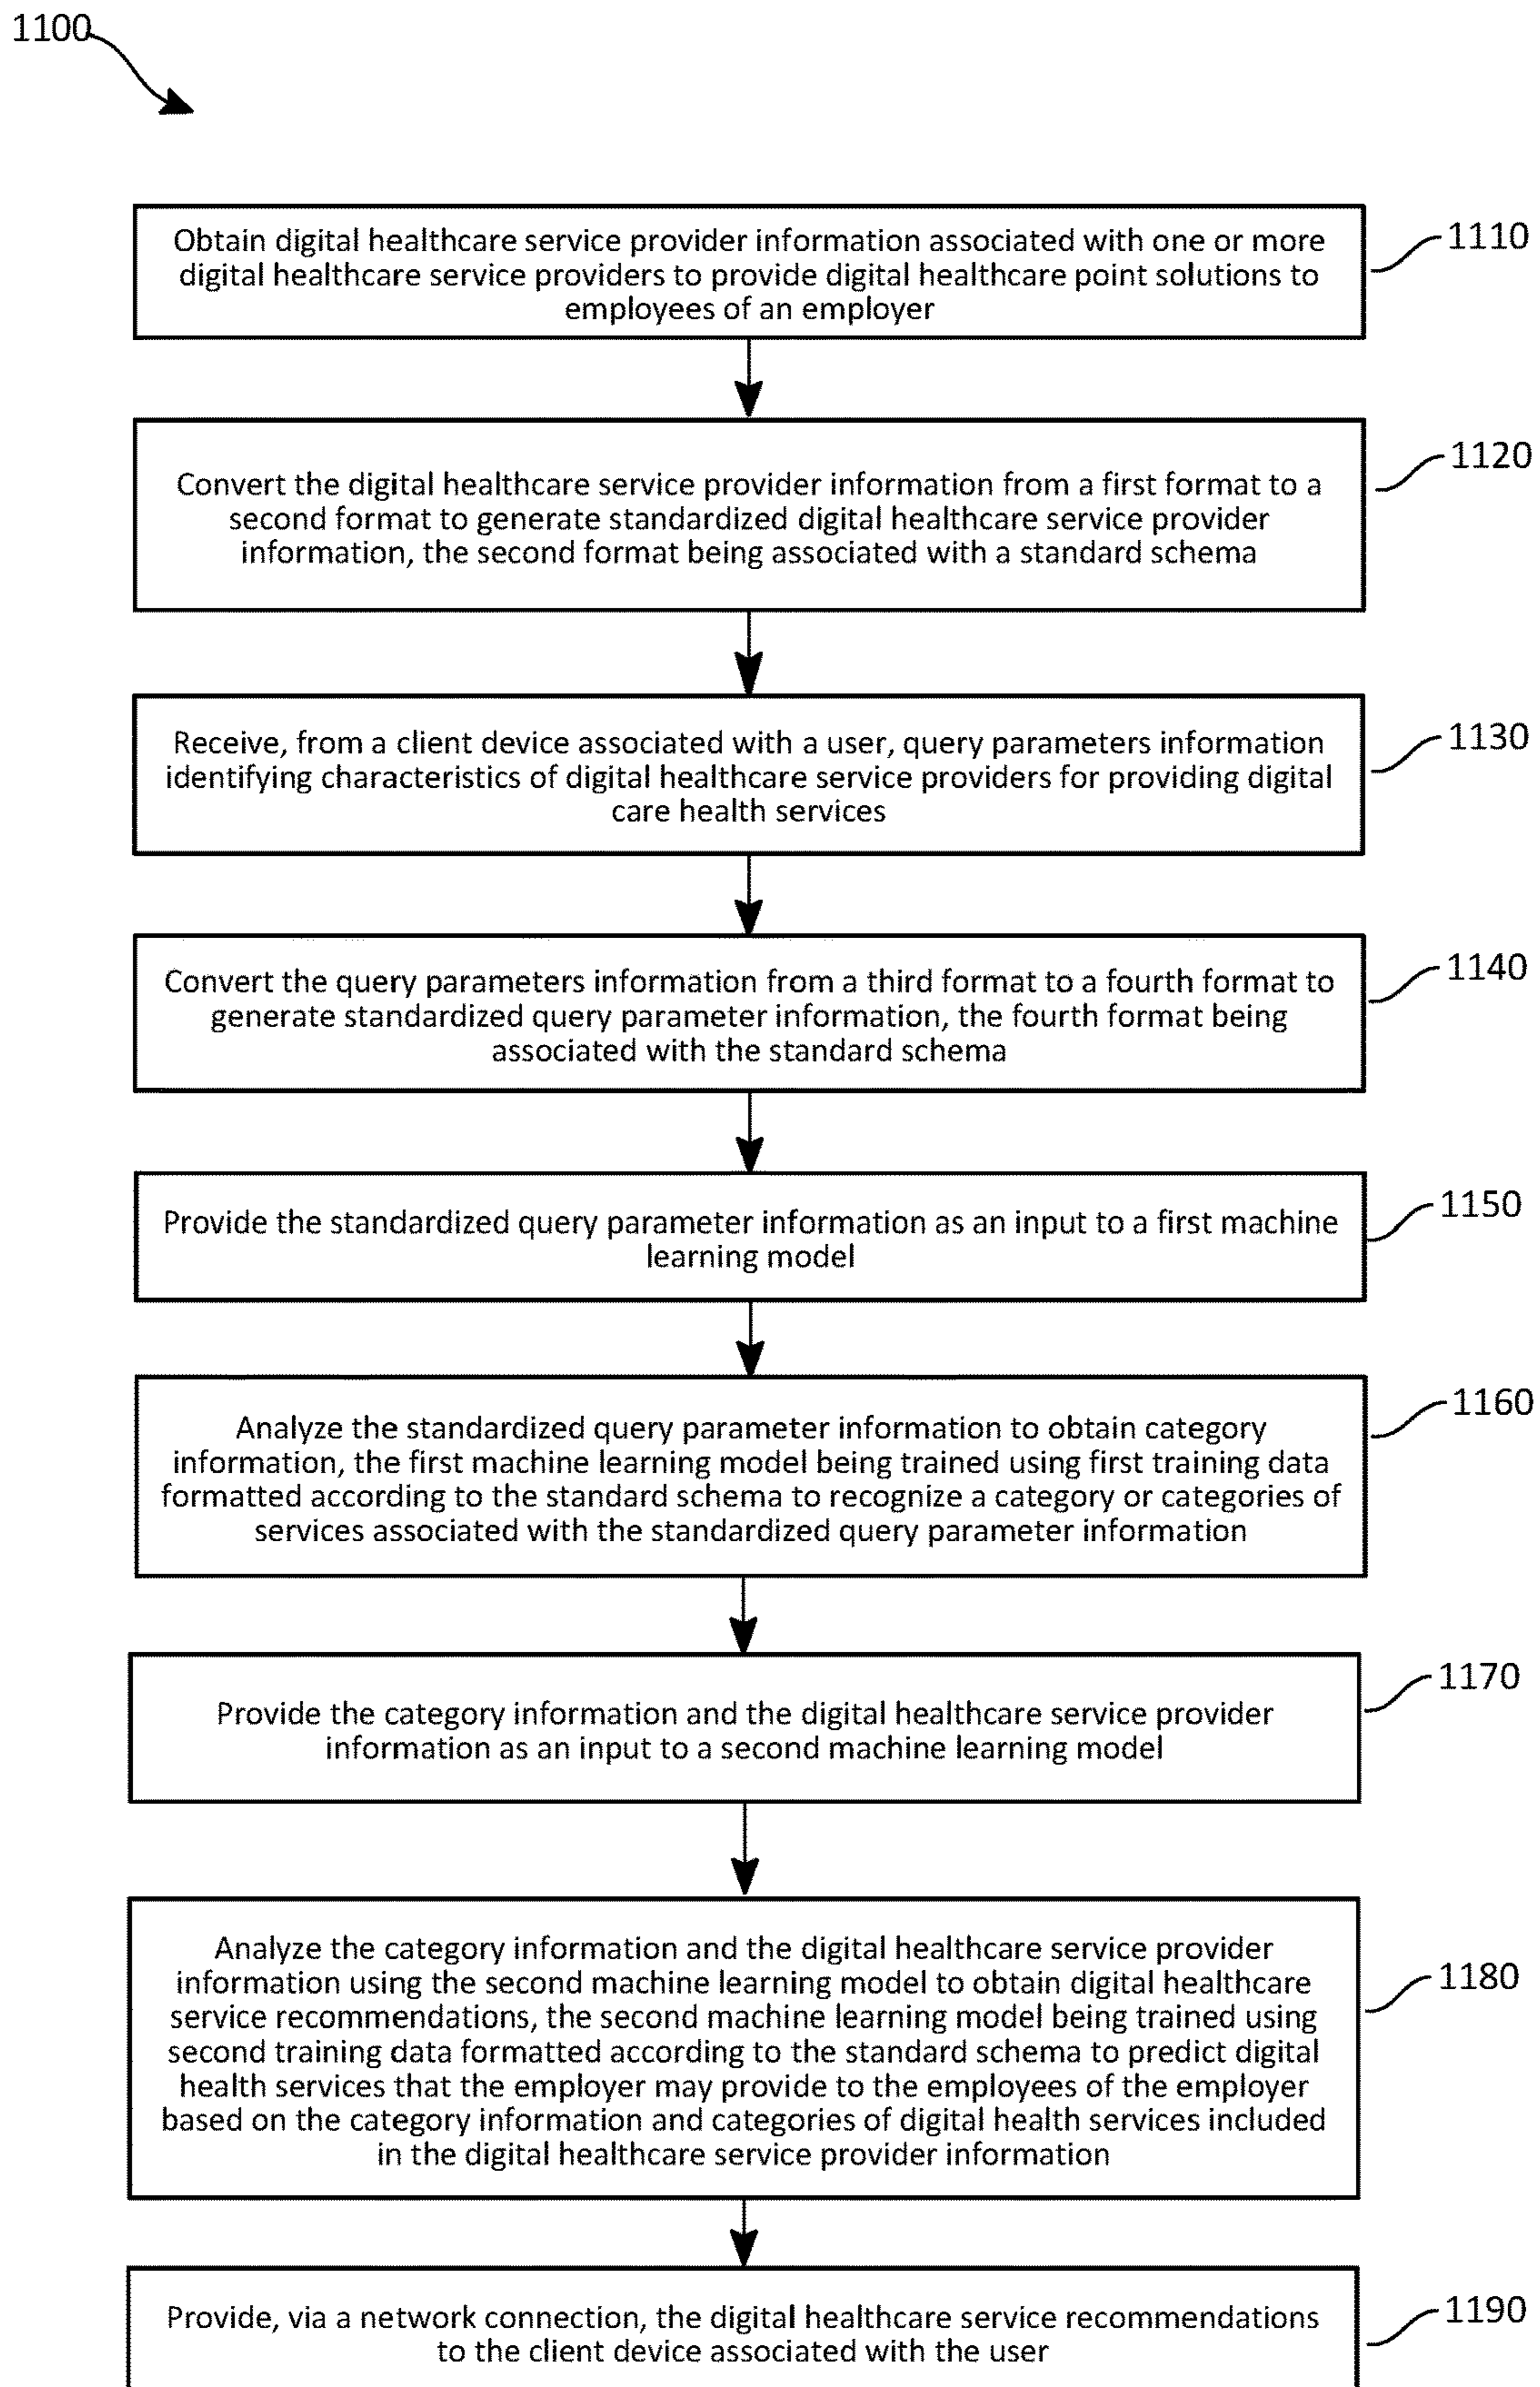 1100
Obtain digital healthcare service provider information associated with one or more
digital healthcare service providers to provide digital healthcare point solutions to
employees of an employer
1110
Convert the digital healthcare service provider information from a first format to a
second format to generate standardized digital healthcare service provider
information, the second format being associated with a standard schema
1120
Receive, from a client device associated with a user, query parameters information
identifying characteristics of digital healthcare service providers for providing digital
care health services
1130
Convert the query parameters information from a third format to a fourth format to
generate standardized query parameter information, the fourth format being
associated with the standard schema
1140
Provide the standardized query parameter information as an input to a first machine
learning model
1150
Analyze the standardized query parameter information to obtain category
information, the first machine learning model being trained using first training data
formatted according to the standard schema to recognize a category or categories of
services associated with the standardized query parameter information
1160
Provide the category information and the digital healthcare service provider
information as an input to a second machine learning model
1170
Analyze the category information and the digital healthcare service provider
information using the second machine learning model to obtain digital healthcare
service recommendations, the second machine learning model being trained using
second training data formatted according to the standard schema to predict digital
health services that the employer may provide to the employees of the employer
based on the category information and categories of digital health services included
in the digital healthcare service provider information
1180
Provide, via a network connection, the digital healthcare service recommendations
to the client device associated with the user
1190